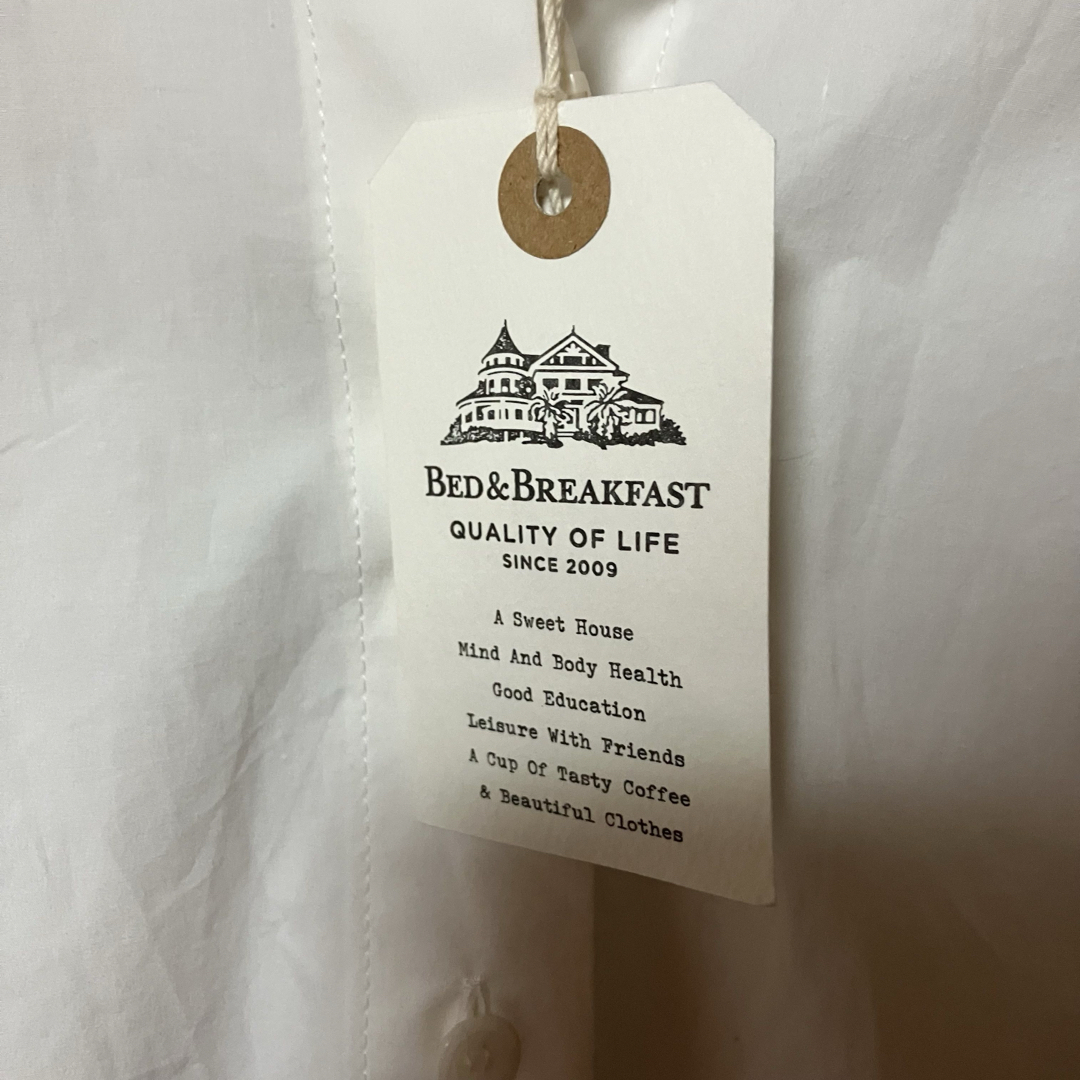 BED&BREAKFAST
QUALITY OF LIFE
SINCE 2009
A Sweet House
Mind And Body Health
Good Education
Leisure With Friends
A Cup Of Tasty Coffee
& Beautiful Clothes